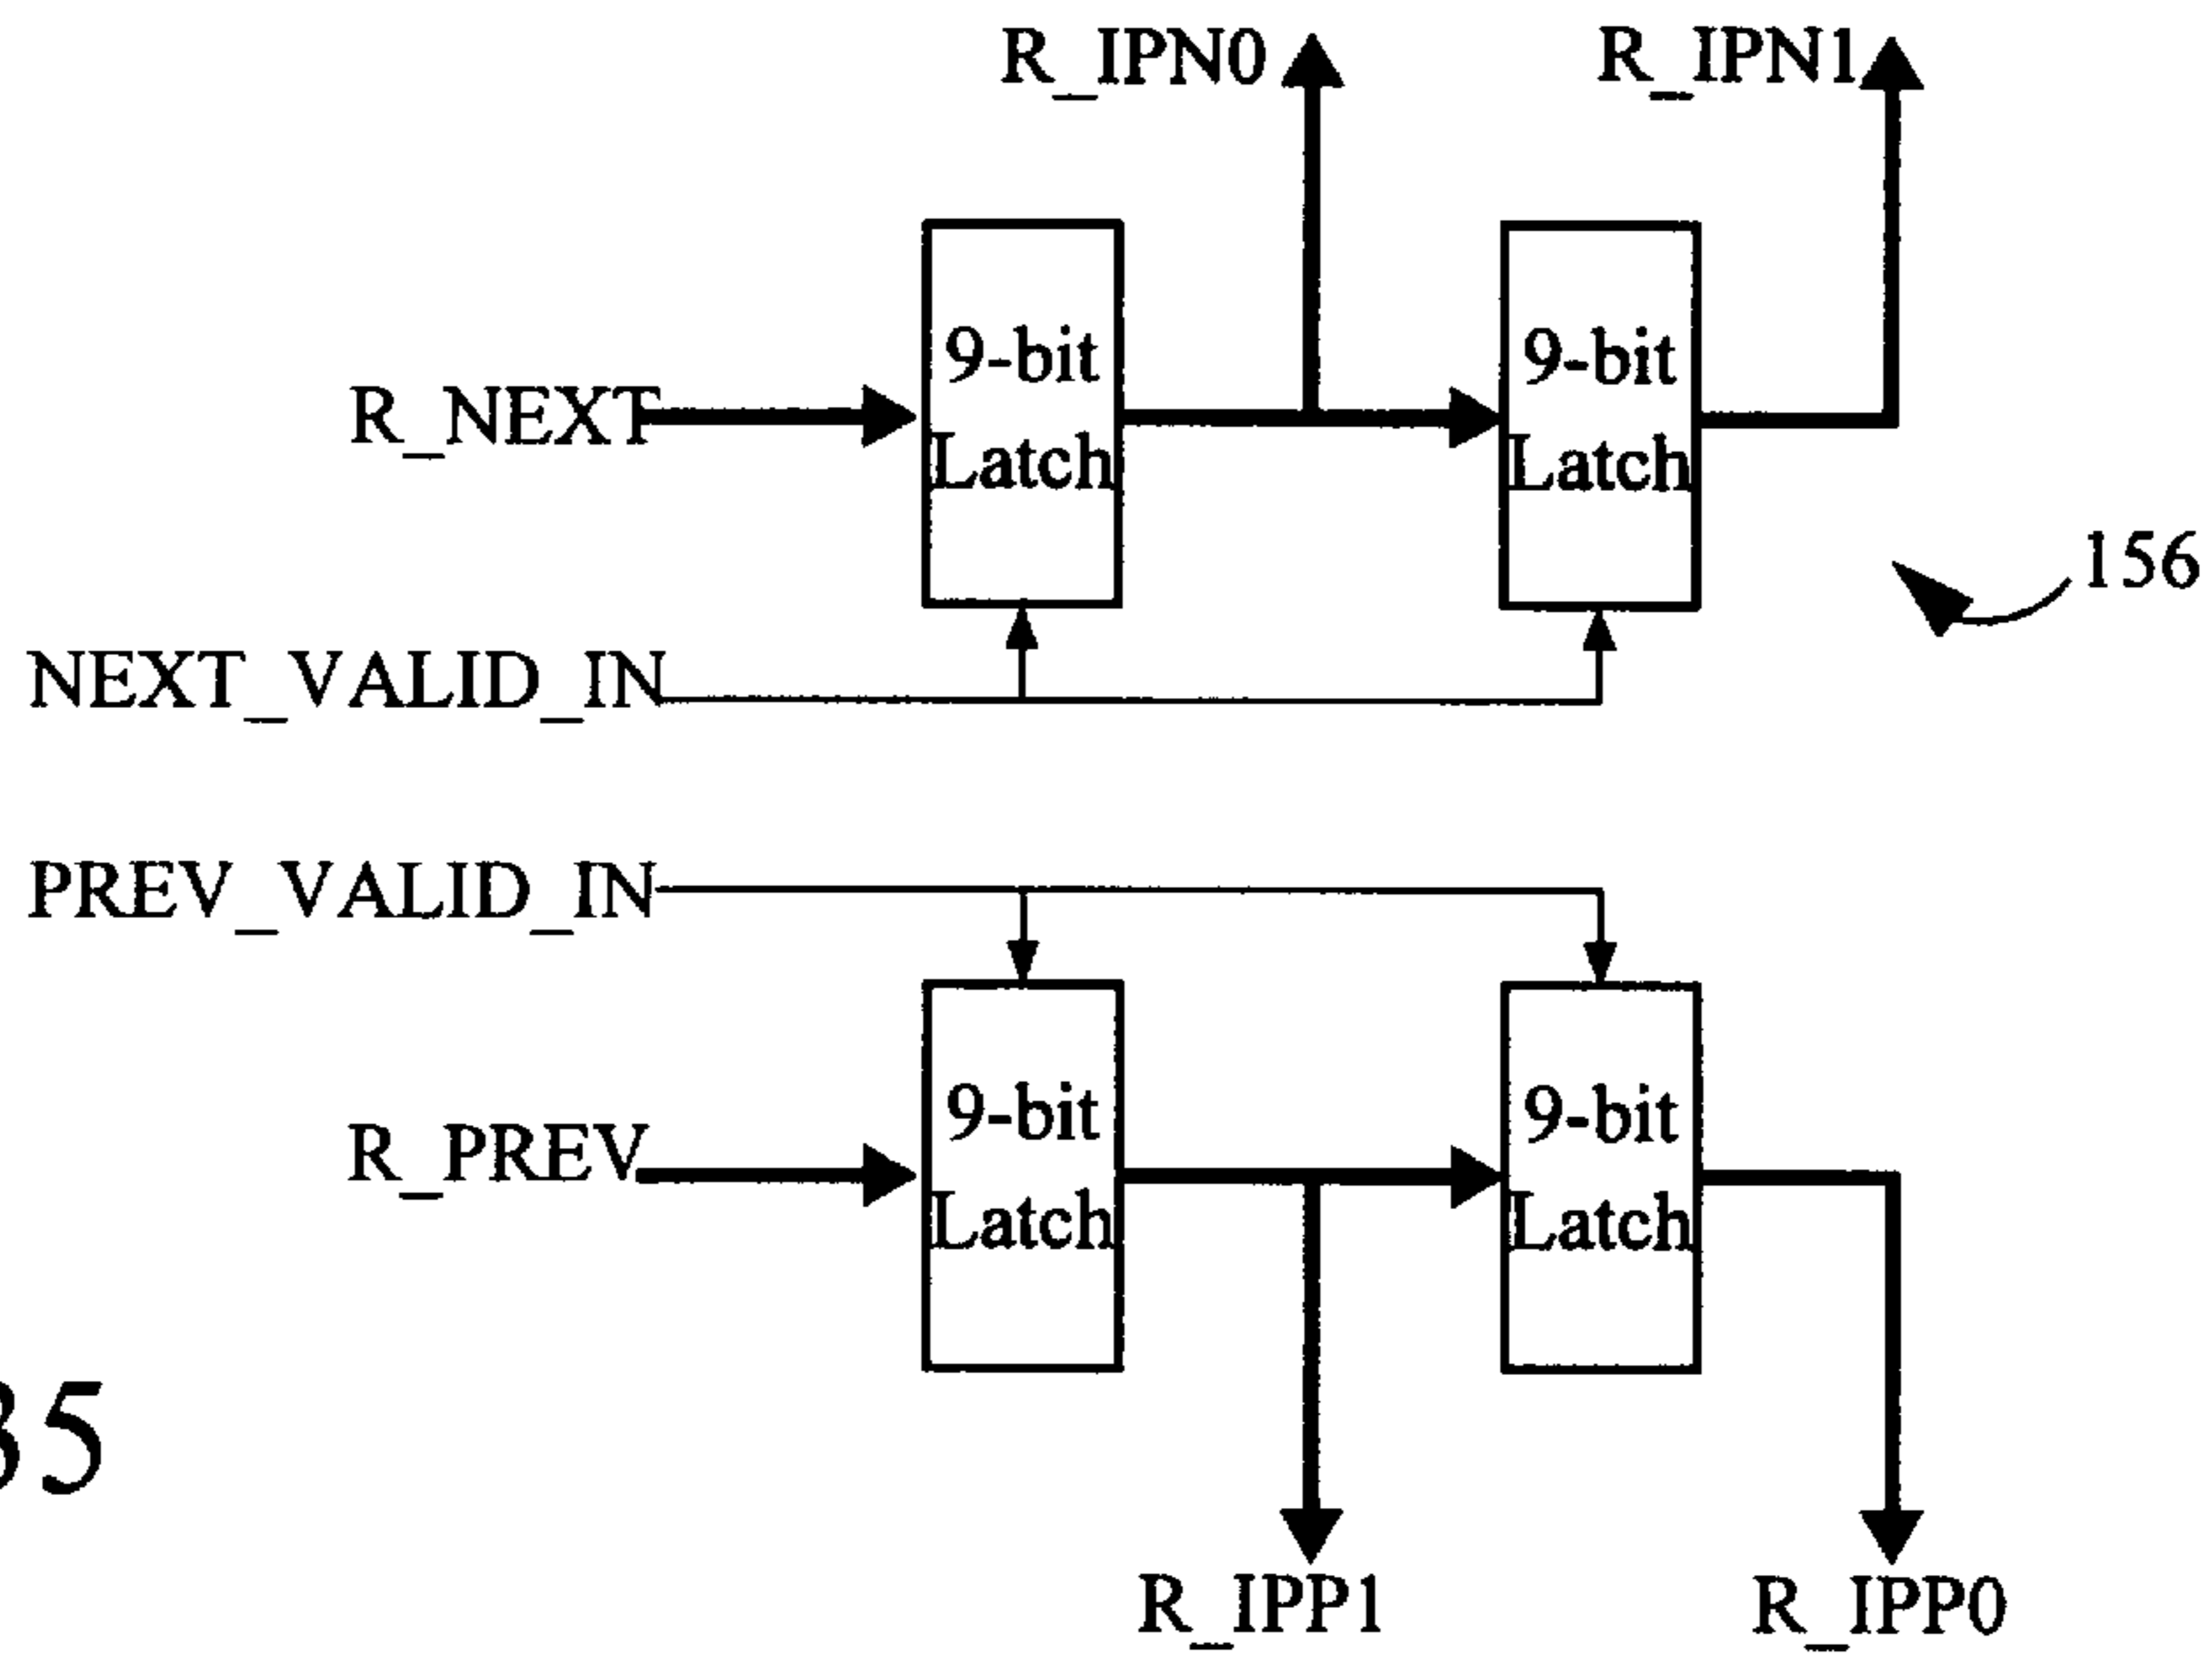 R_IPN0
R_IPN1
9-bit
Latch
9-bit
Latch
R_NEXT
156
NEXT_VALID_IN
PREV_VALID_IN
9-bit
Latch
9-bit
Latch
R_PREV
35
R_IPP1
R_IPP0